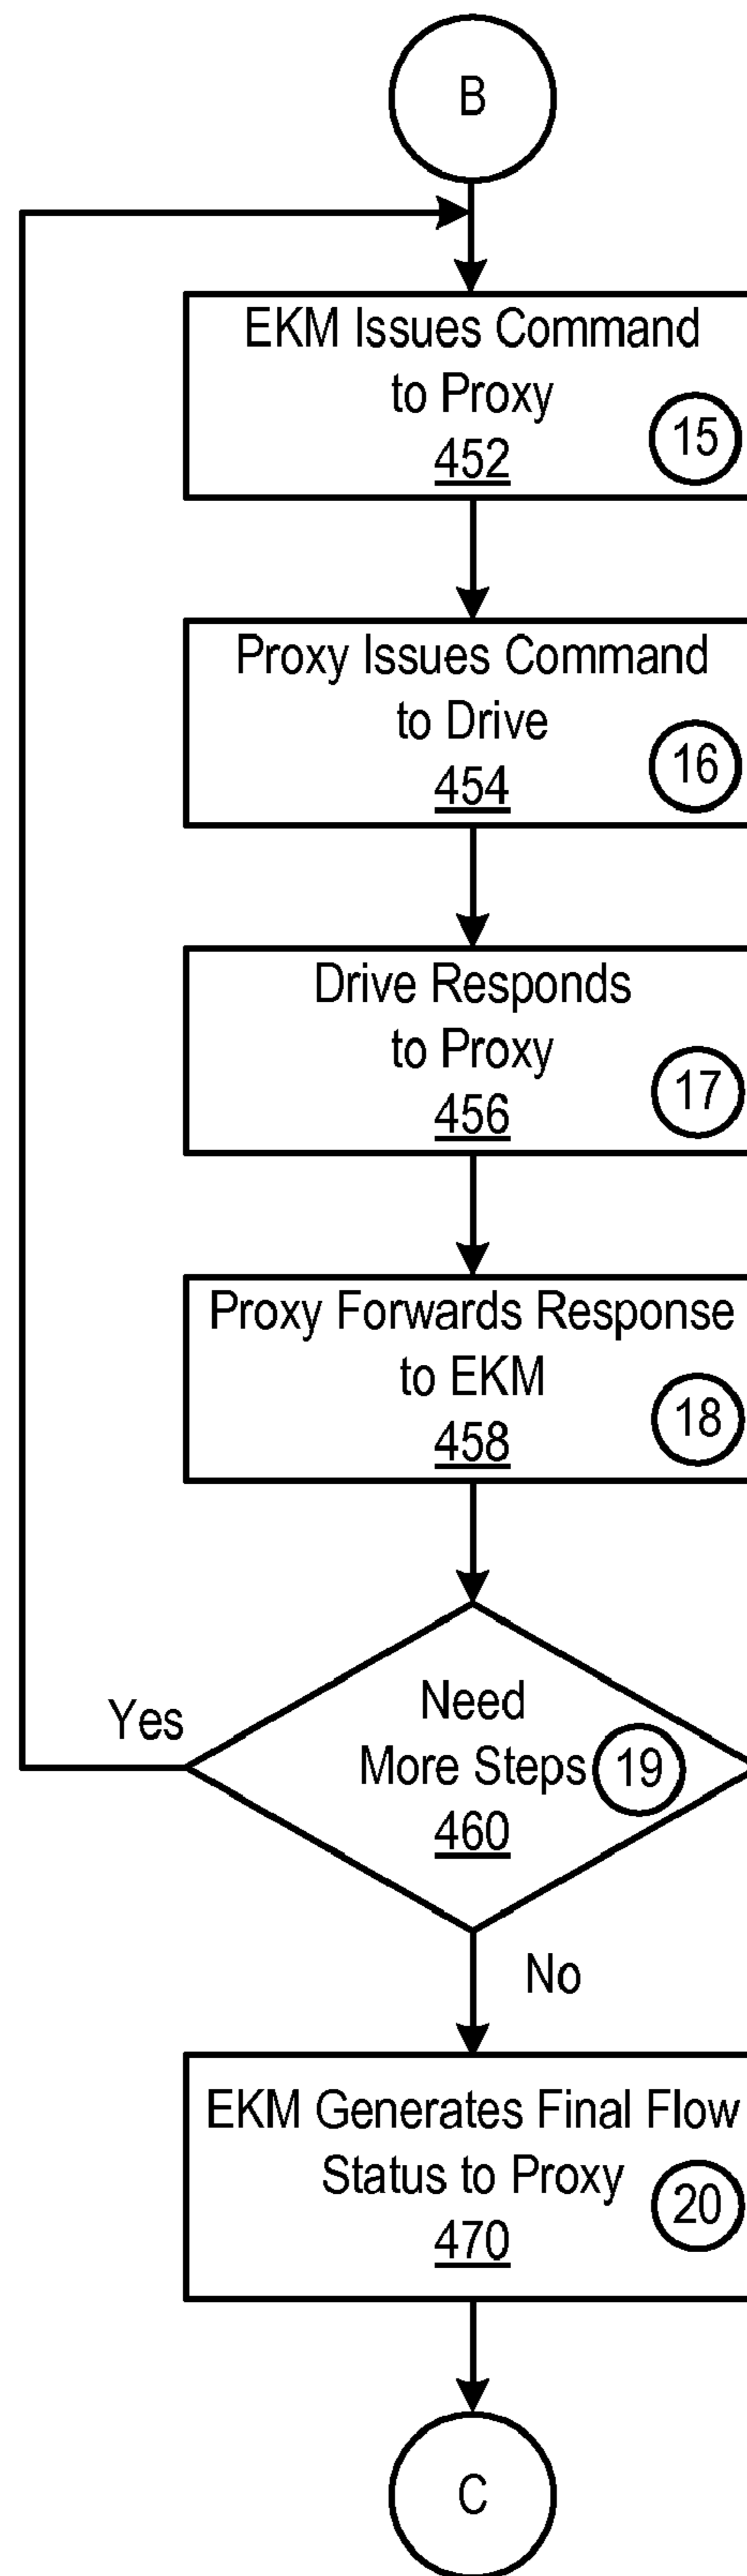 B
EKM Issues Command
to Proxy
452
15
Proxy Issues Command
to Drive
454
16
Drive Responds
to Proxy
456
17
Proxy Forwards Response
to EKM
458
18
Need
More Steps
460
19
Yes
No
EKM Generates Final Flow
Status to Proxy
470
20
C